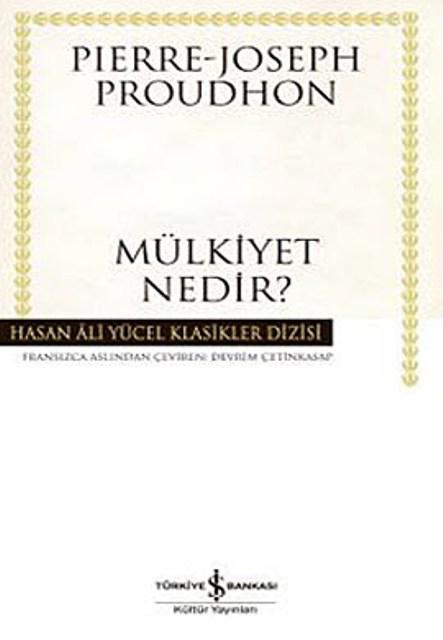 PIERRE-JOSEPH
PROUDHON
MÜLKİYET
NEDİR?
HASAN ÂLİ YÜCEL KLASİKLER DİZİSİ
FRANSIZCA ASLINDAN ÇEVİREN: DEVRİM ÇETİNKASAP
TÜRKİYE İŞ BANKASI
Kültür Yayınları